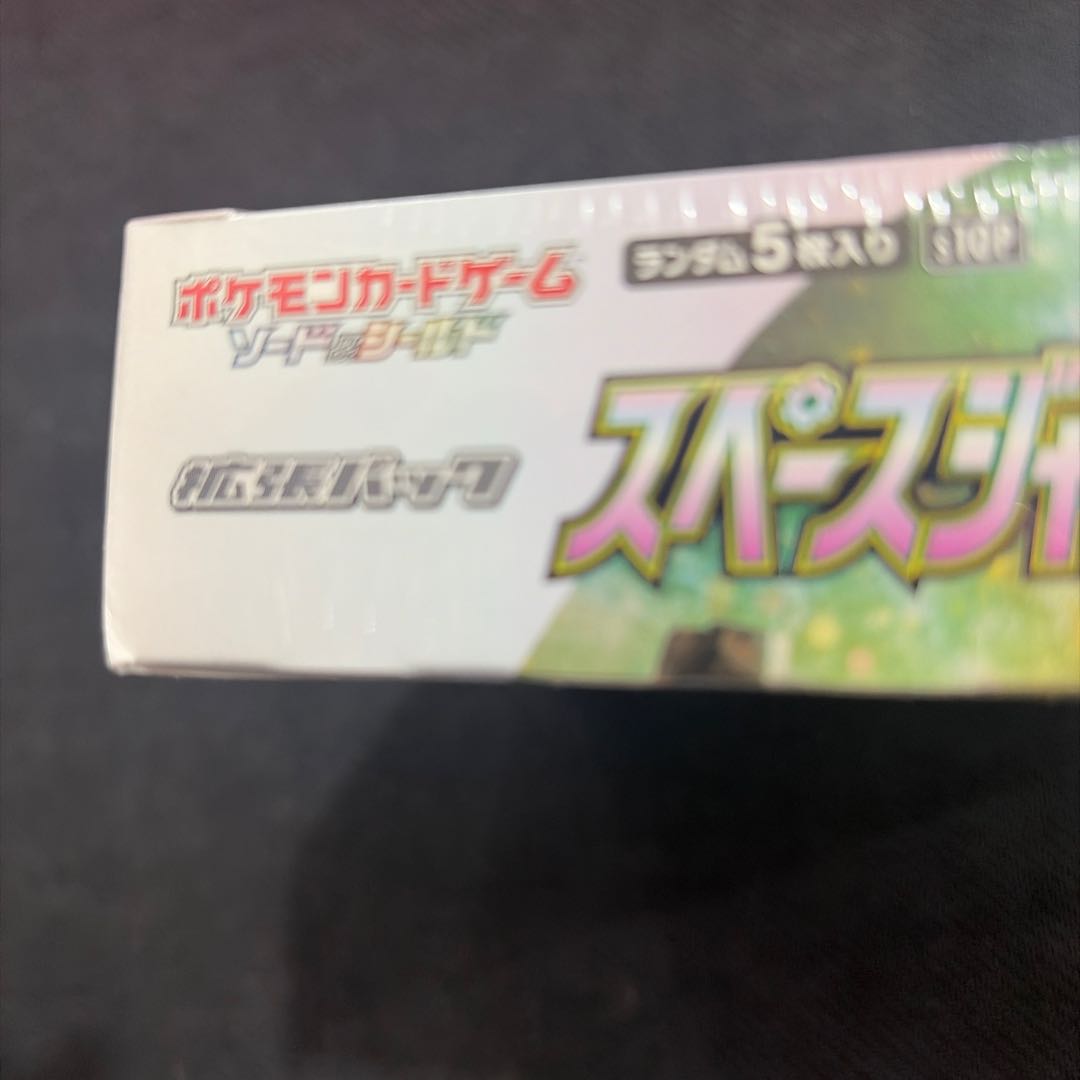 ポケモンカードゲーム
ソード&シールド
ランダム5枚入り
S10P
拡張パック
スペースジャ